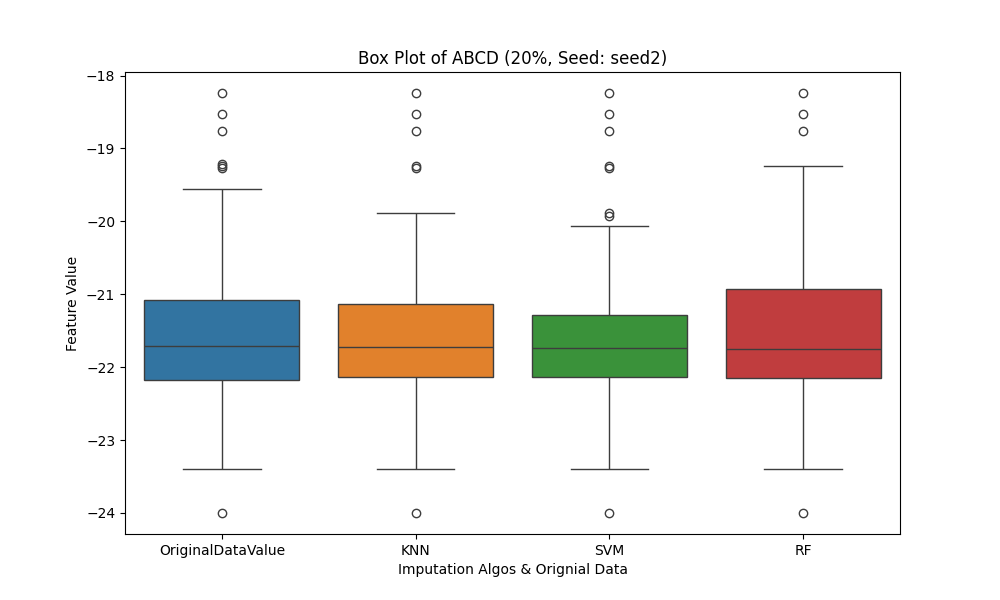 Box Plot of ABCD (20%, Seed: seed2)
−18
−19
−20
−21
−22
−23
−24
Feature Value
OriginalDataValue KNN SVM RF
Imputation Algos & Orignial Data